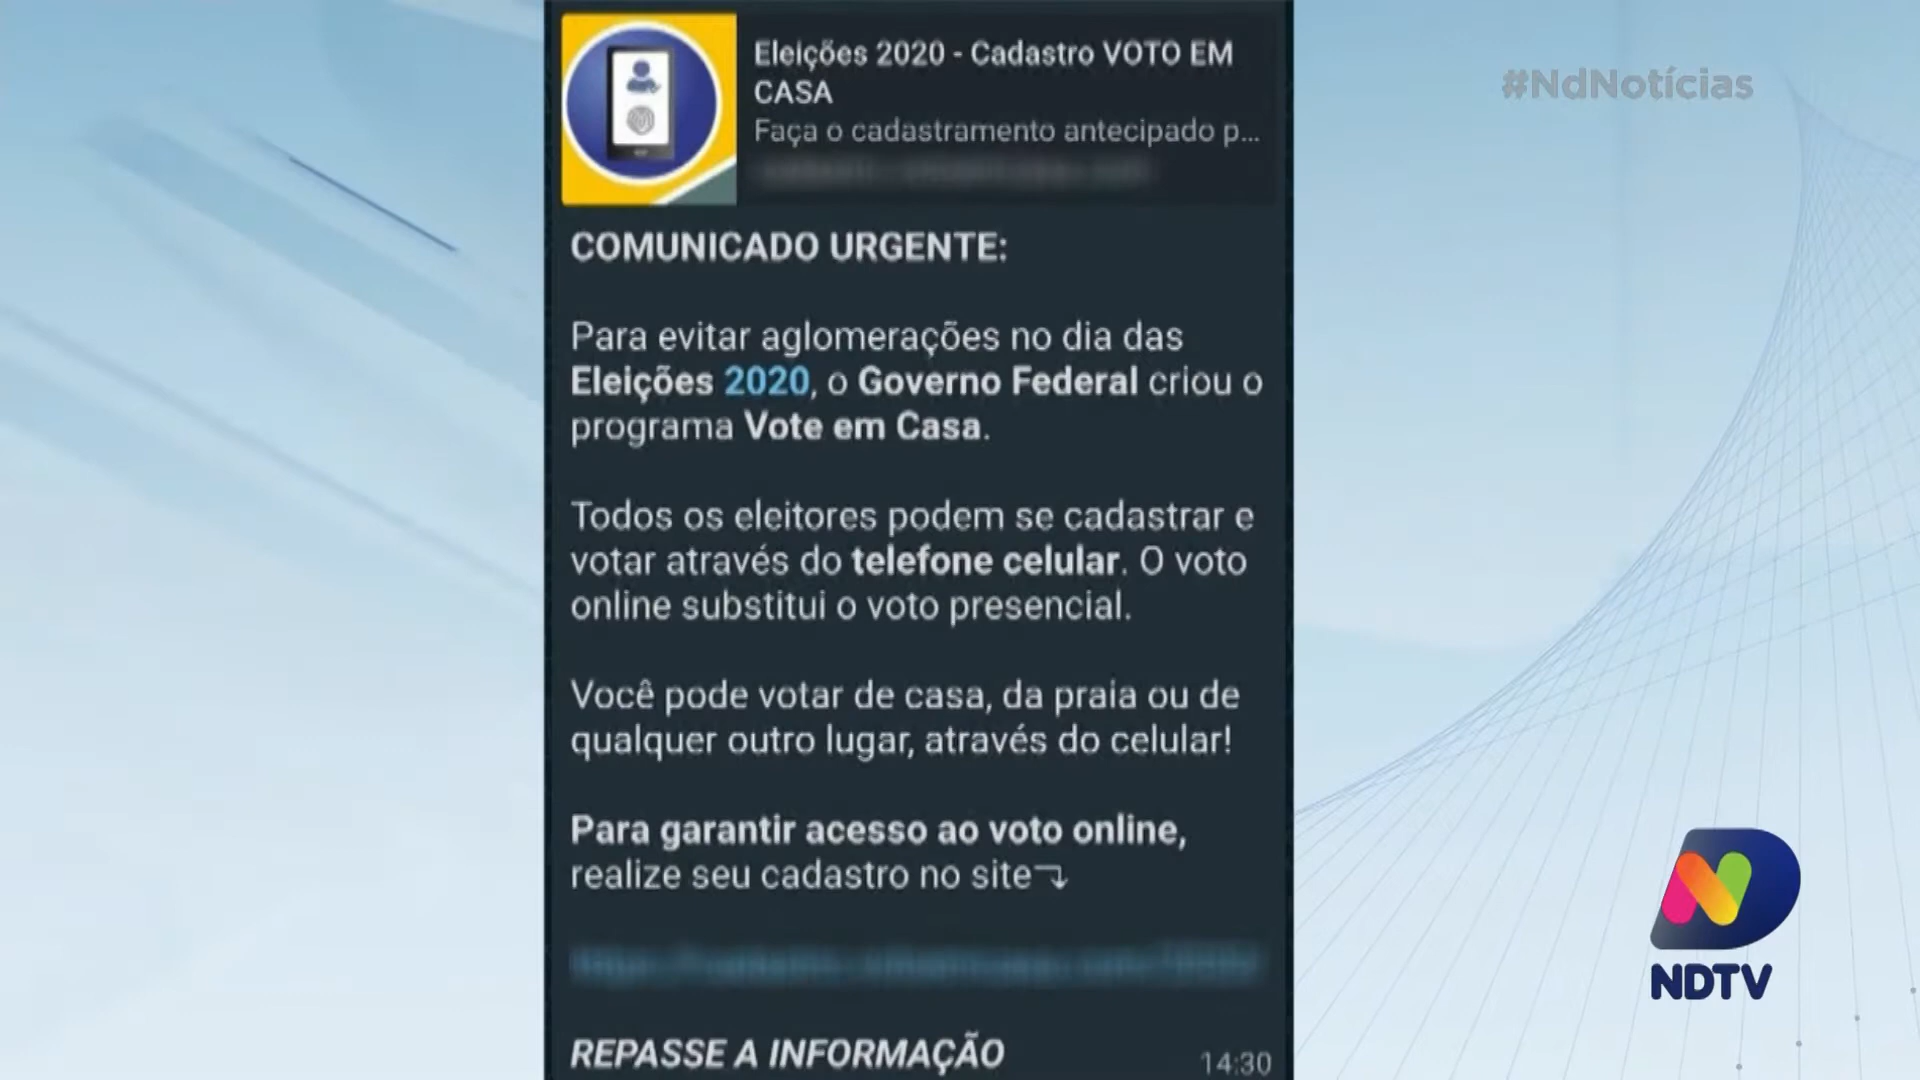 Eleições 2020 - Cadastro VOTO EM
CASA
Faça o cadastramento antecipado p...
#NdNotícias
COMUNICADO URGENTE:
Para evitar aglomerações no dia das
Eleições 2020, o Governo Federal criou o
programa Vote em Casa.
Todos os eleitores podem se cadastrar e
votar através do telefone celular. O voto
online substitui o voto presencial.
Você pode votar de casa, da praia ou de
qualquer outro lugar, através do celular!
Para garantir acesso ao voto online,
realize seu cadastro no site
REPASSE A INFORMAÇÃO
14:30
NDTV